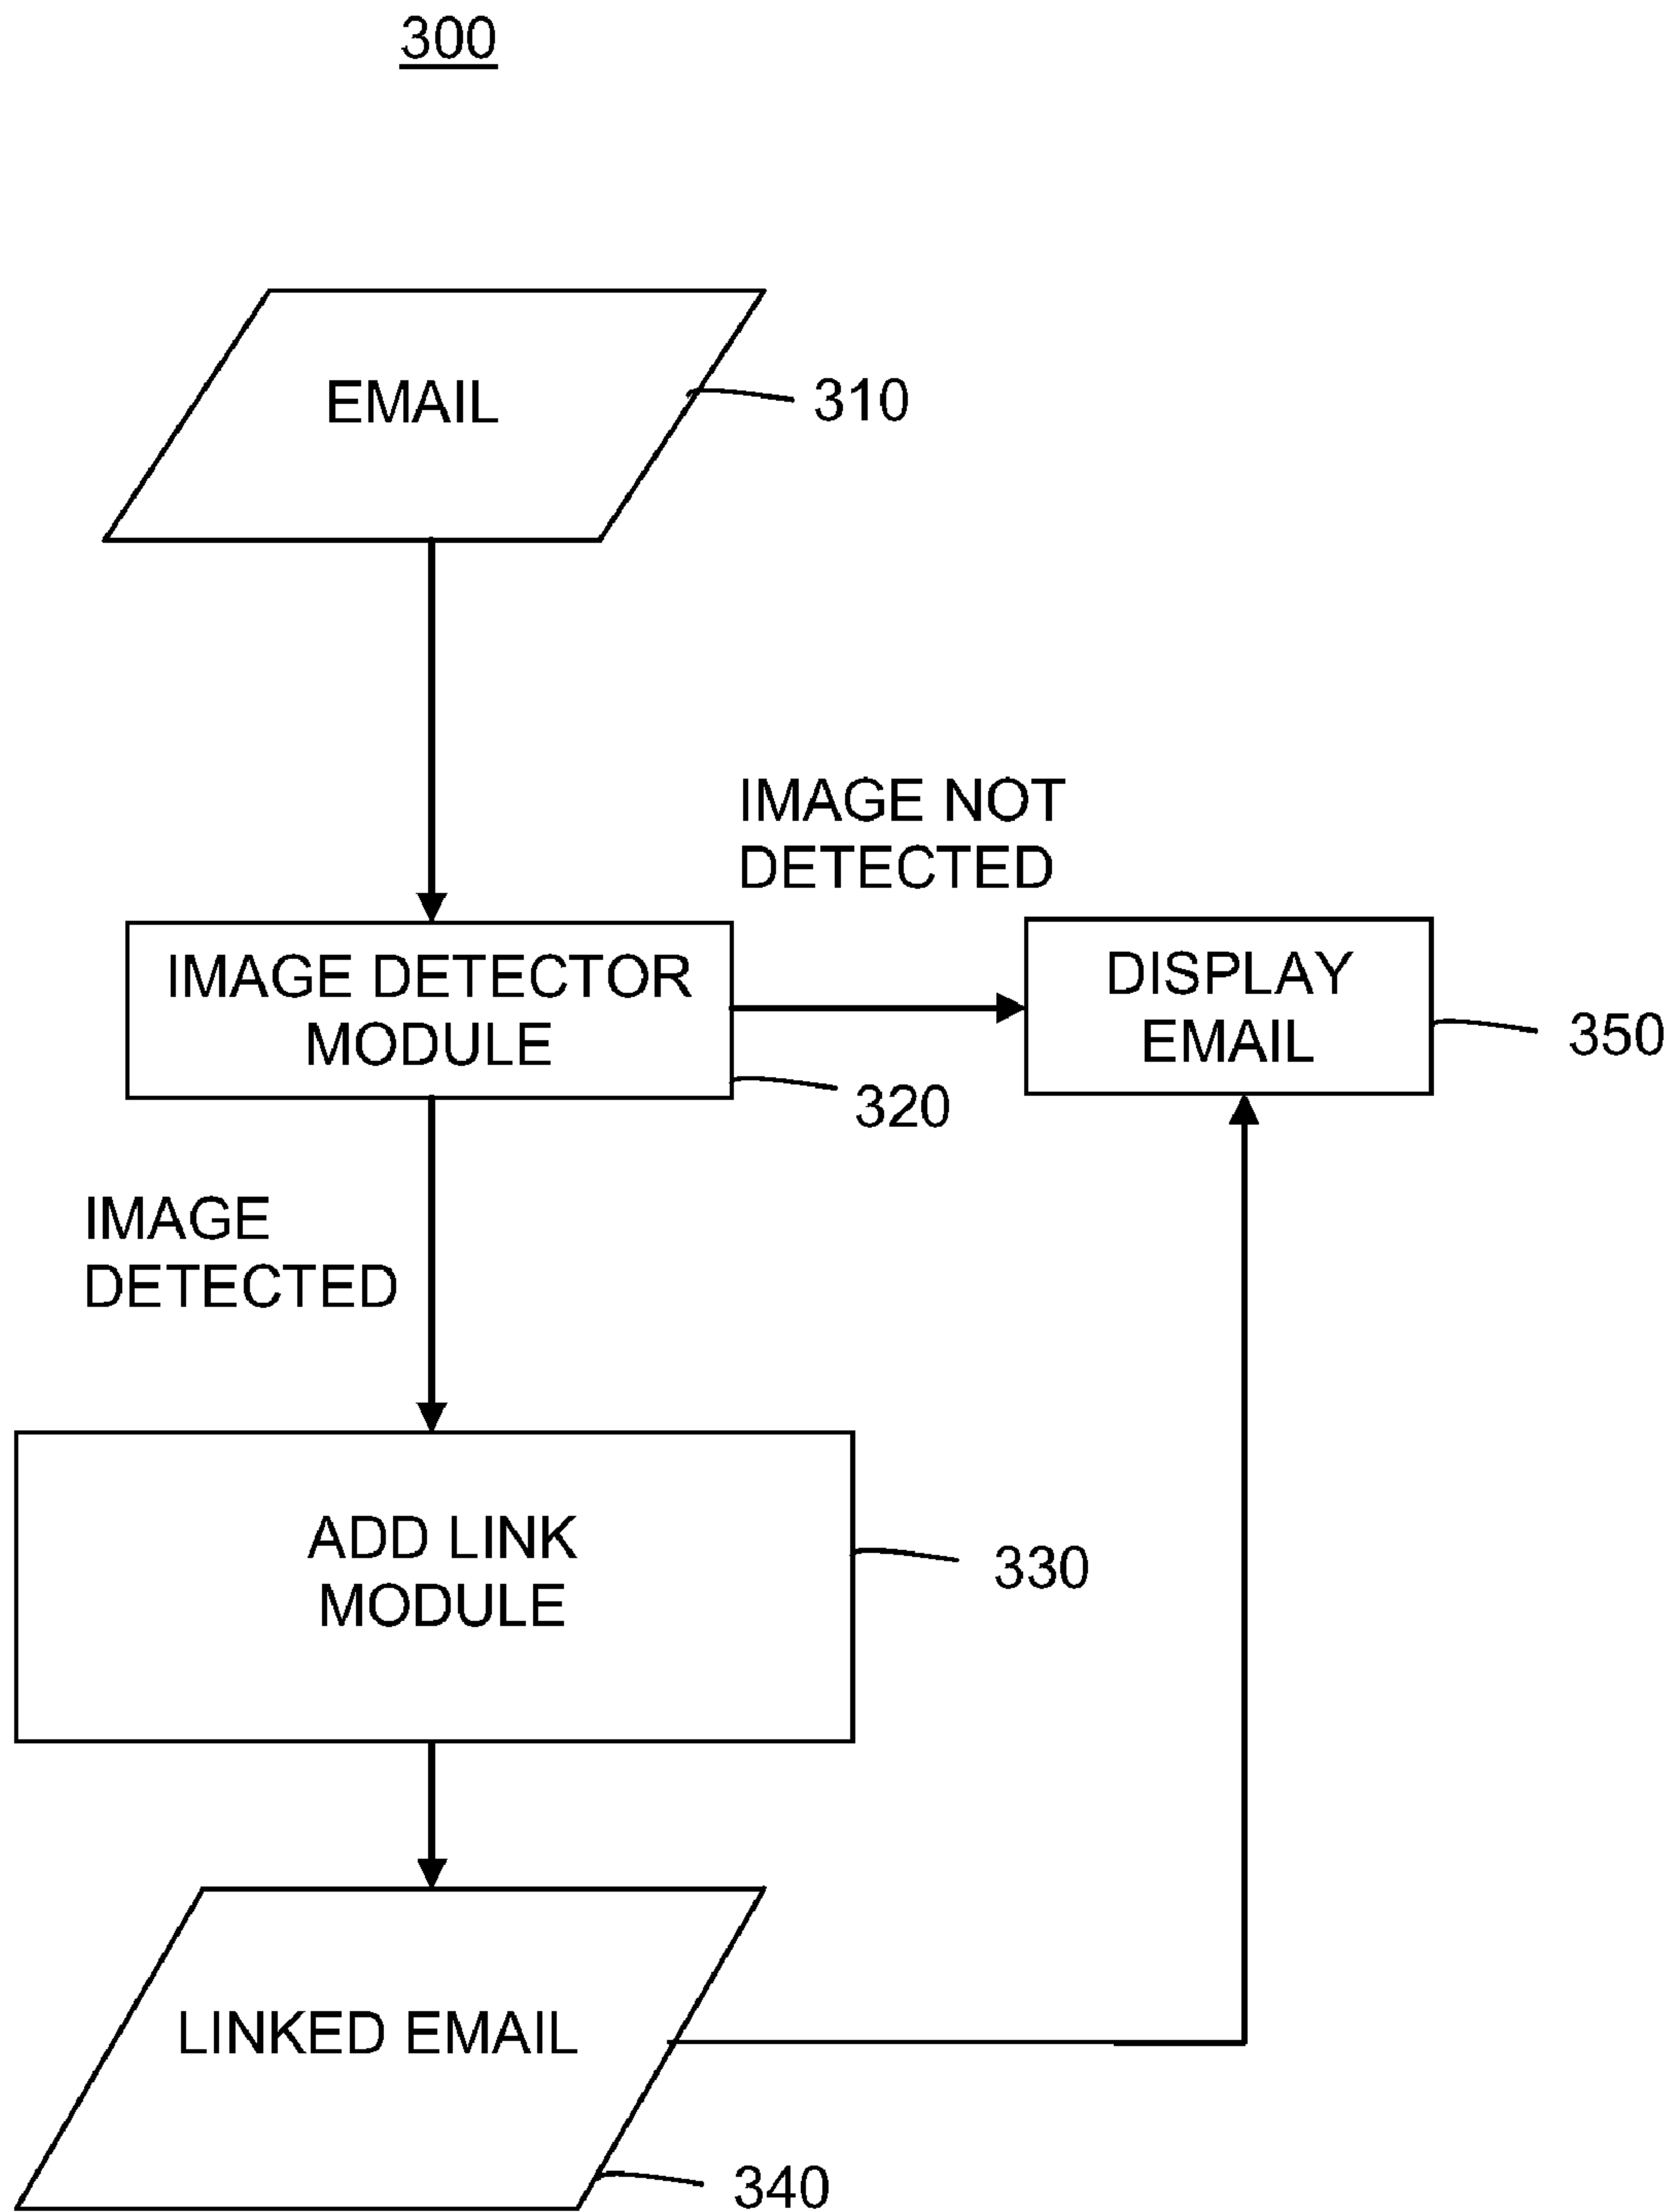 300
EMAIL
310
IMAGE NOT
DETECTED
IMAGE DETECTOR
MODULE
320
DISPLAY
EMAIL
350
IMAGE
DETECTED
ADD LINK
MODULE
330
LINKED EMAIL
340